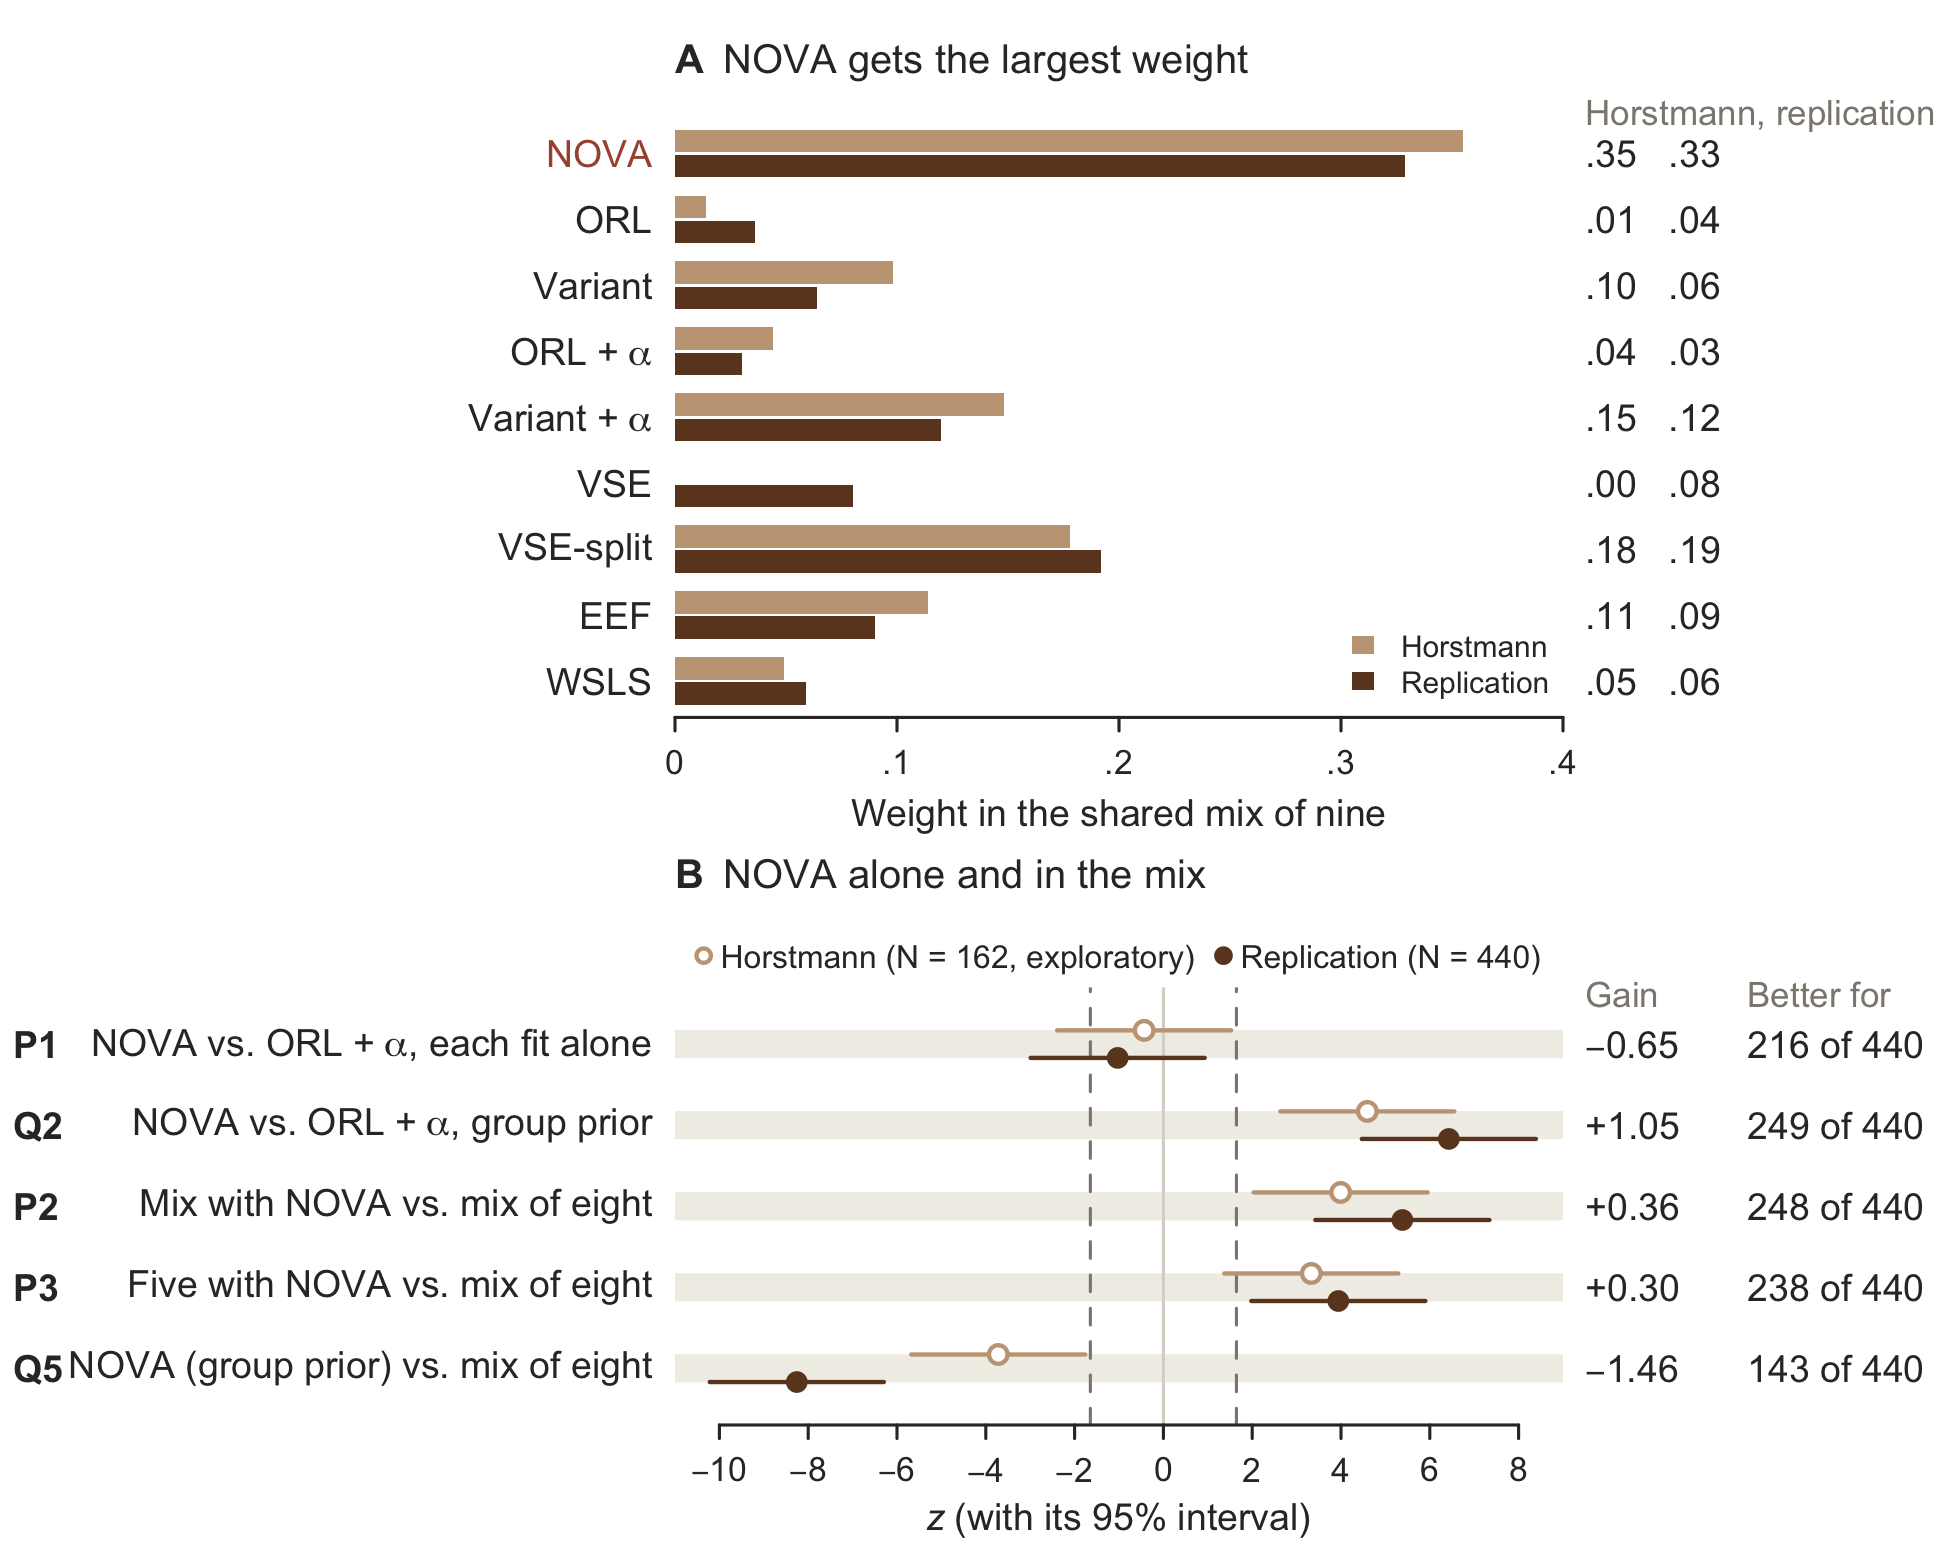 A NOVA gets the largest weight
Horstmann, replication
NOVA .35 .33
ORL .01 .04
Variant .10 .06
ORL + α .04 .03
Variant + α .15 .12
VSE .00 .08
VSE-split .18 .19
EEF .11 .09
Horstmann
Replication
WSLS .05 .06
0 .1 .2 .3 .4
Weight in the shared mix of nine
B NOVA alone and in the mix
Horstmann (N = 162, exploratory) Replication (N = 440)
Gain Better for
P1 NOVA vs. ORL + α, each fit alone −0.65 216 of 440
Q2 NOVA vs. ORL + α, group prior +1.05 249 of 440
P2 Mix with NOVA vs. mix of eight +0.36 248 of 440
P3 Five with NOVA vs. mix of eight +0.30 238 of 440
Q5 NOVA (group prior) vs. mix of eight −1.46 143 of 440
−10 −8 −6 −4 −2 0 2 4 6 8
z (with its 95% interval)